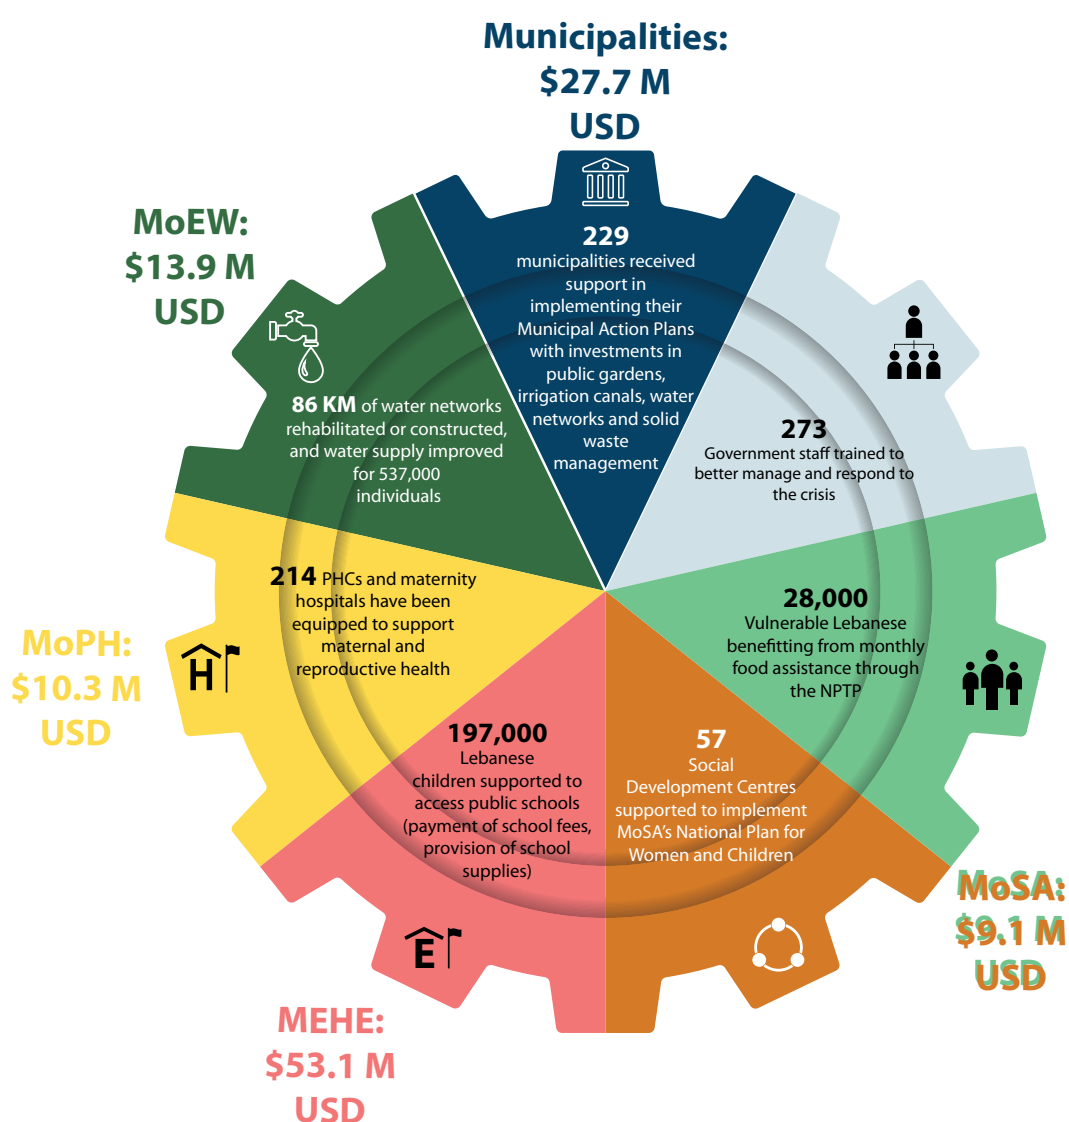 Municipalities:
$27.7 M
USD
229
municipalities received
support in
implementing their
Municipal Action Plans
with investments in
public gardens,
irrigation canals, water
networks and solid
waste
management
273
Government staff trained to
better manage and respond to
the crisis
28,000
Vulnerable Lebanese
benefitting from monthly
food assistance through
the NPTP
MoSA:
$9.1 M
USD
57
Social
Development Centres
supported to implement
MoSA's National Plan for
Women and Children
197,000
Lebanese
children supported to
access public schools
(payment of school fees,
provision of school
supplies)
E
MEHE:
$53.1 M
USD
214 PHCs and maternity
hospitals have been
equipped to support
maternal and
reproductive health
H
MoPH:
$10.3 M
USD
MoEW:
$13.9 M
USD
86 KM of water networks
rehabilitated or constructed,
and water supply improved
for 537,000
individuals